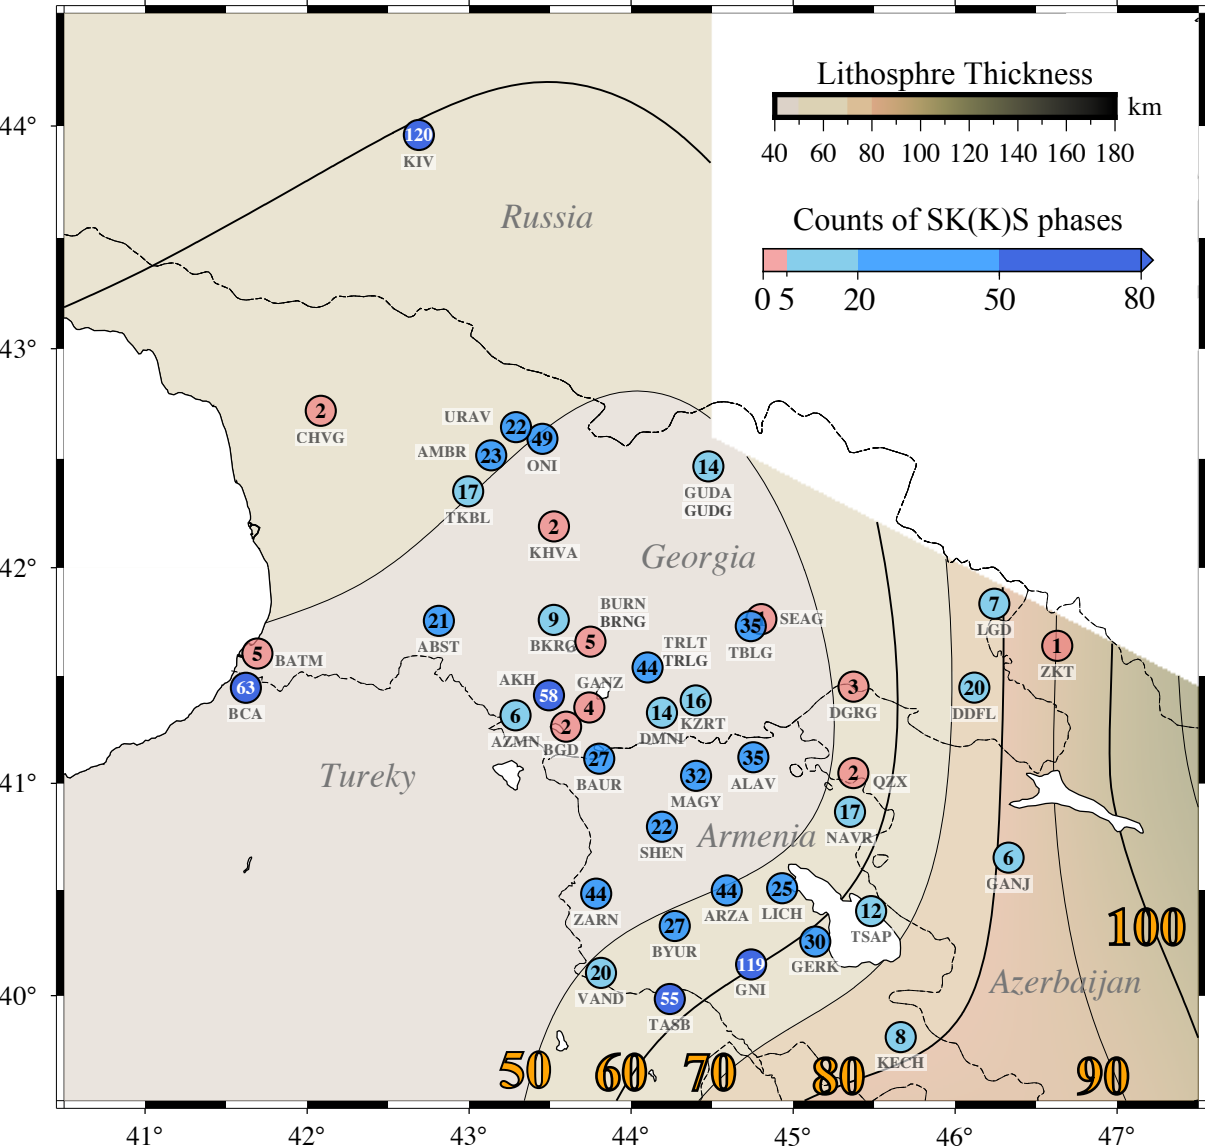 Lithosphre Thickness
km
40 60 80 100 120 140 160 180
Counts of SK(K)S phases
0 5 20 50 80
44°
43°
42°
41°
40°
120
KIV
Russia
2
CHVG
URAV
22
49
ONI
AMBR
23
17
TKBL
14
GUDA
GUDG
2
KHVA
Georgia
21
ABST
9
BKRG
BURN
BRNG
5
35
SEAG
TBLG
TRLT
TRLG
44
7
LGD
1
ZKT
5
BATM
63
BCA
AKH
58
GANZ
4
6
AZMN
2
BGD
14
DMNI
16
KZRT
3
DGRG
20
DDFL
27
BAUR
32
MAGY
35
ALAV
2
QZX
17
NAVR
Tureky
22
SHEN
Armenia
6
GANJ
44
ZARN
44
ARZA
25
LICH
12
TSAP
27
BYUR
30
GERK
100
20
VAND
119
GNI
55
TASB
Azerbaijan
8
KECH
50 60 70 80 90
41° 42° 43° 44° 45° 46° 47°